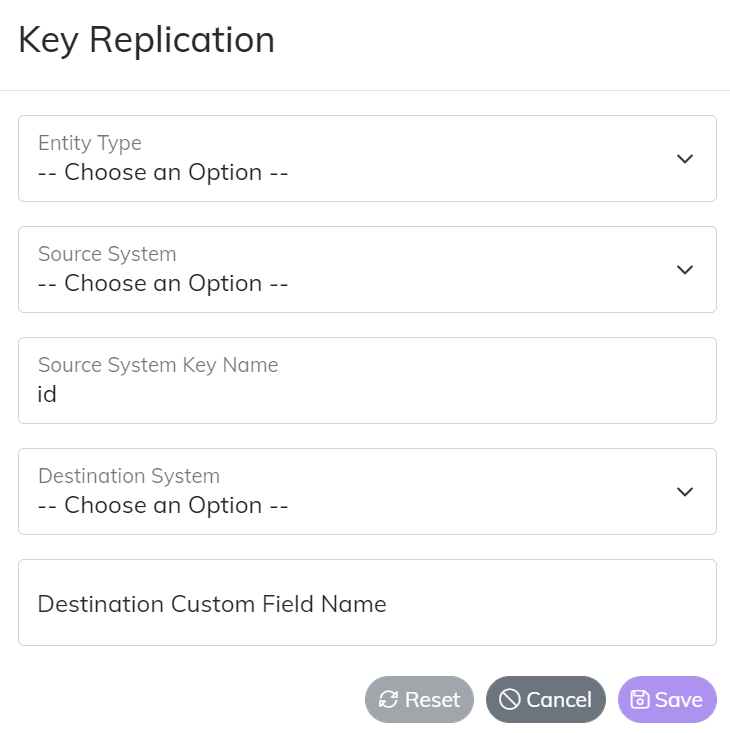 Key Replication
Entity Type
-- Choose an Option --
Source System
-- Choose an Option --
Source System Key Name
id
Destination System
-- Choose an Option --
Destination Custom Field Name
Reset Cancel Save